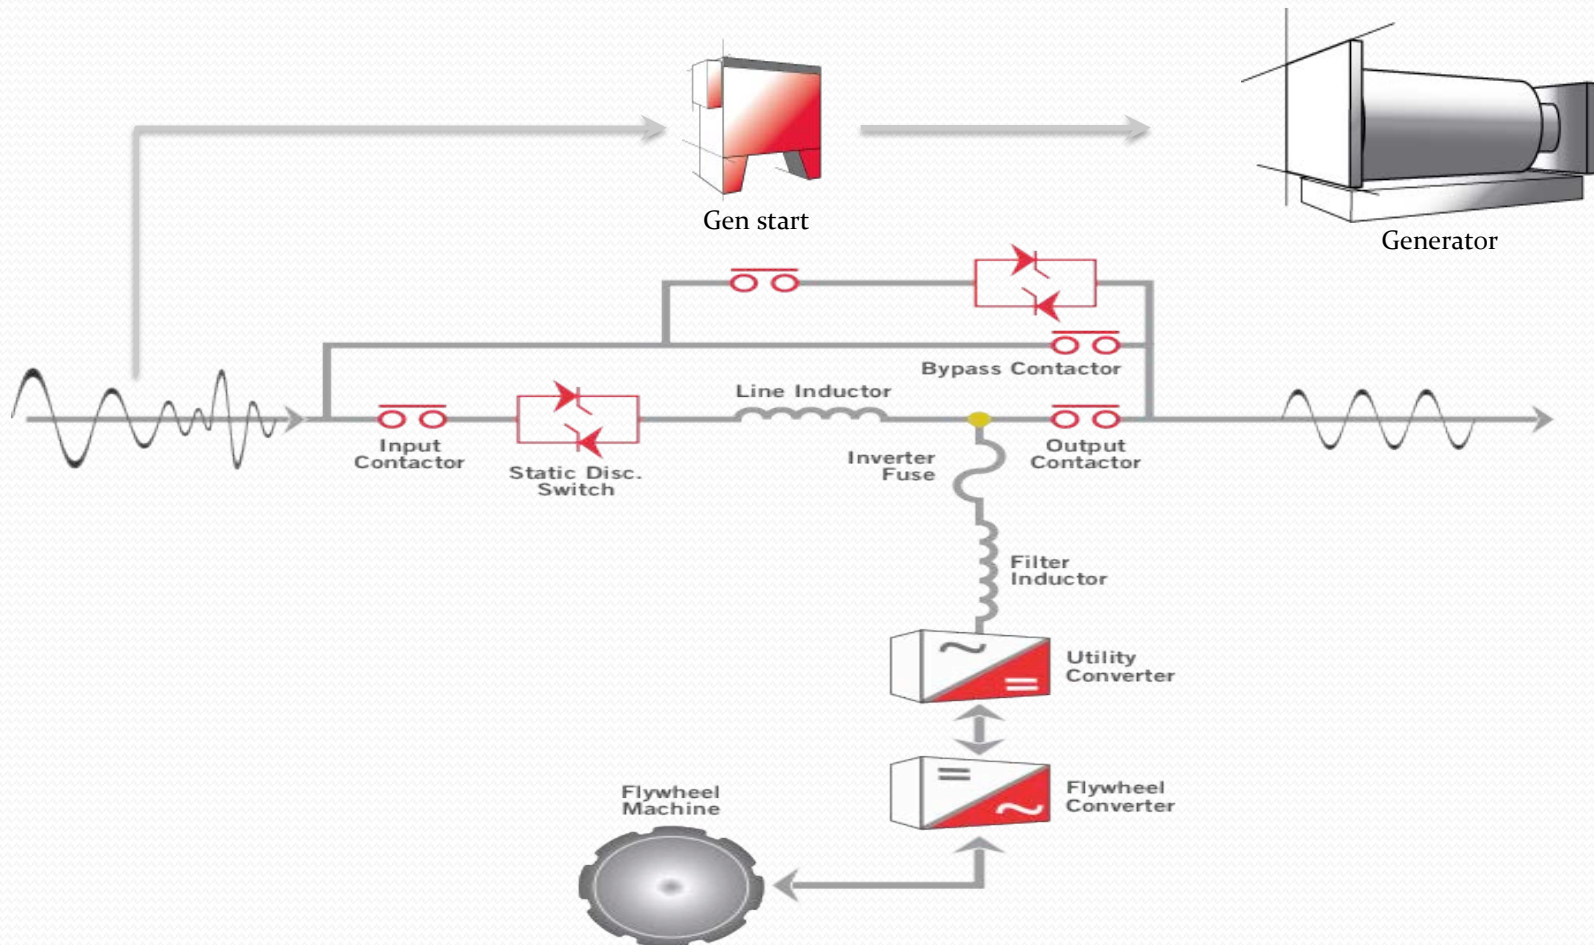 Gen start
Generator
Bypass Contactor
Line Inductor
Input
Contactor
Static Disc.
Switch
Inverter
Fuse
Output
Contactor
Filter
Inductor
Utility
Converter
Flywheel
Converter
Flywheel
Machine